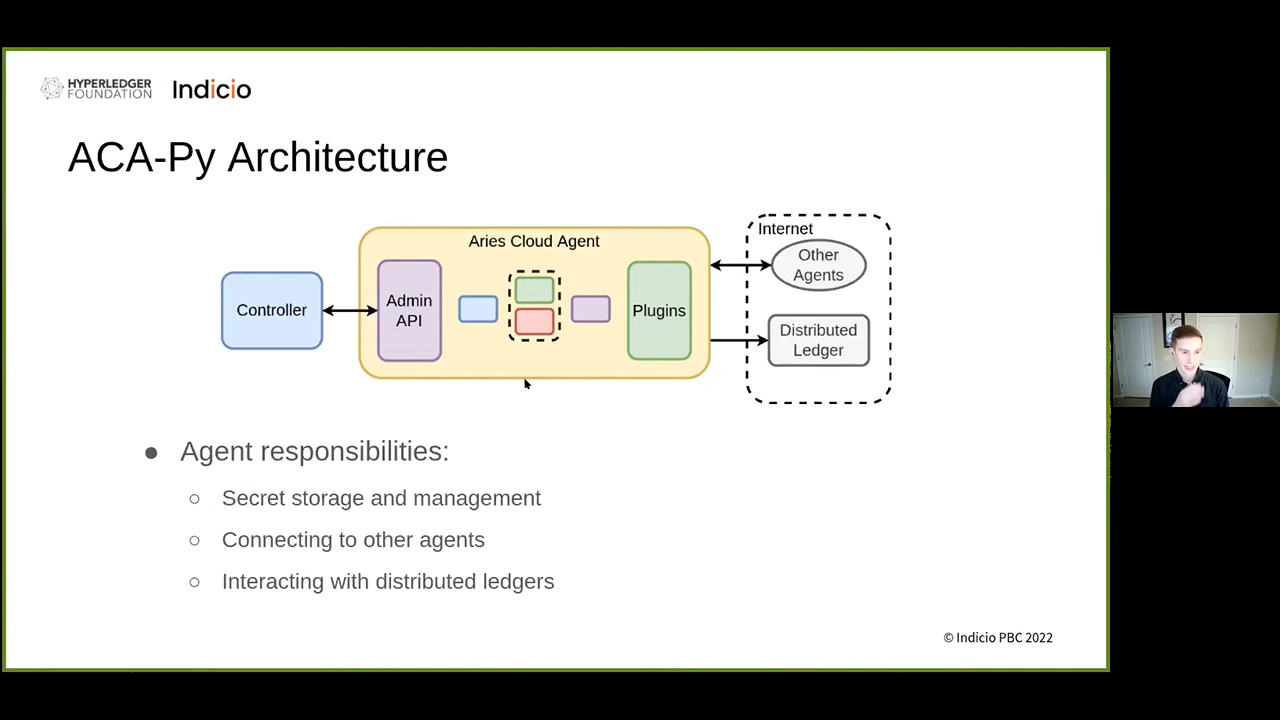 HYPERLEDGER
FOUNDATION
Indicio
ACA-Py Architecture
Controller
Aries Cloud Agent
Admin
API
Plugins
Internet
Other
Agents
Distributed
Ledger
● Agent responsibilities:
○ Secret storage and management
○ Connecting to other agents
○ Interacting with distributed ledgers
© Indicio PBC 2022